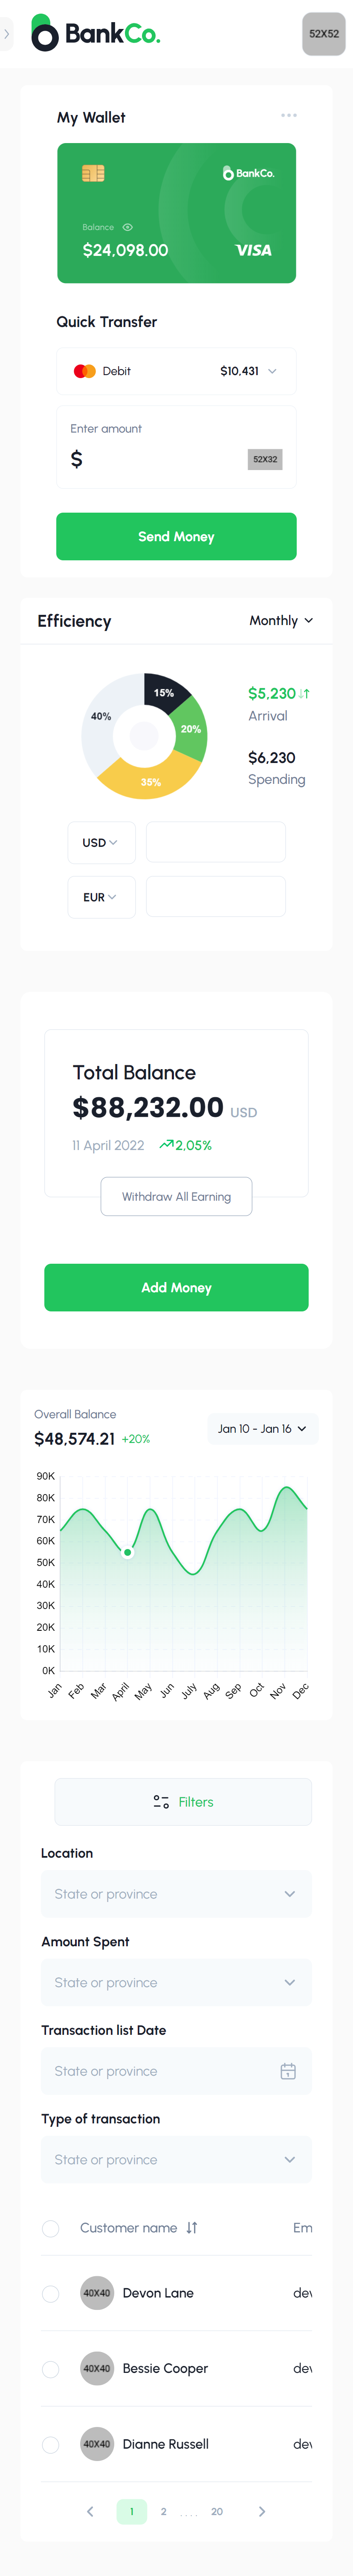 BankCo.
52X52
My Wallet
BankCo.
Balance
$24,098.00
VISA
Quick Transfer
Debit
$10,431
Enter amount
$
52X32
Send Money
Efficiency
Monthly
15%
40%
20%
35%
$5,230
Arrival
$6,230
Spending
USD
EUR
Total Balance
$88,232.00 USD
11 April 2022
2,05%
Withdraw All Earning
Add Money
Overall Balance
$48,574.21 +20%
Jan 10 - Jan 16
90K
80K
70K
60K
50K
40K
30K
20K
10K
0K
Jan
Feb
Mar
April
May
Jun
July
Aug
Sep
Oct
Nov
Dec
Filters
Location
State or province
Amount Spent
State or province
Transaction list Date
State or province
Type of transaction
State or province
Customer name
Em
40X40
Devon Lane
dev
40X40
Bessie Cooper
dev
40X40
Dianne Russell
dev
1
2
....
20